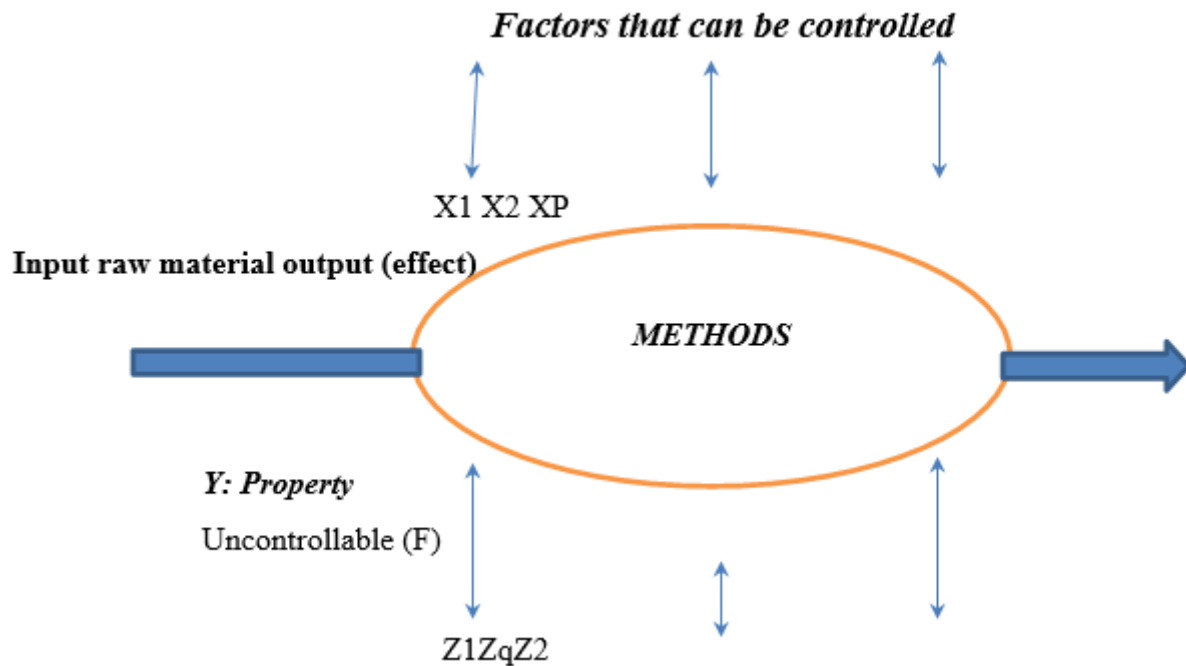 Factors that can be controlled
X1 X2 XP
Input raw material output (effect)
METHODS
Y: Property
Uncontrollable (F)
Z1ZqZ2